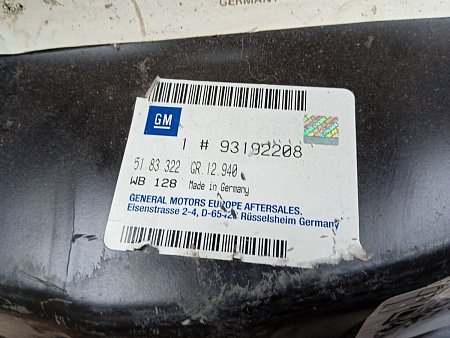 GERMANY
GM
1 # 93192208
51 83 322 GR.12.940
WB 128 Made in Germany
GENERAL MOTORS EUROPE AFTERSALES.
Eisenstrasse 2-4, D-65428 Rüsselsheim Germany